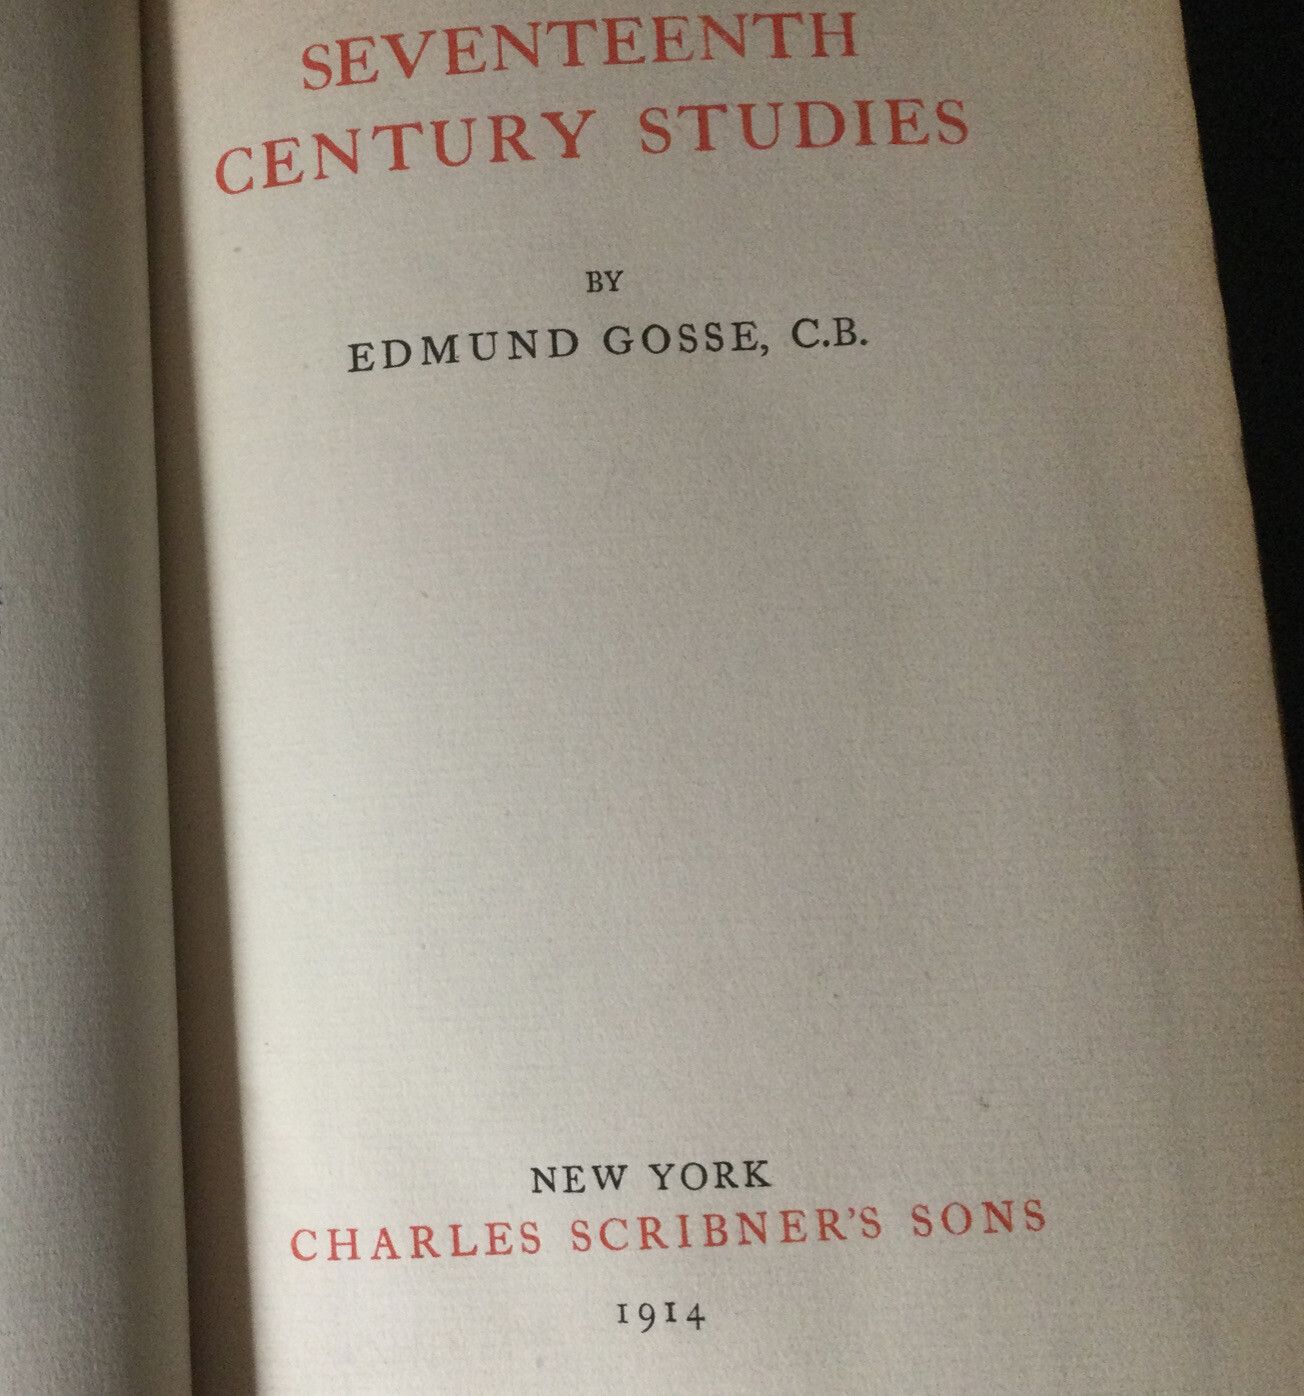 SEVENTEENTH
CENTURY STUDIES
BY
EDMUND GOSSE, C.B.
NEW YORK
CHARLES SCRIBNER'S SONS
1914